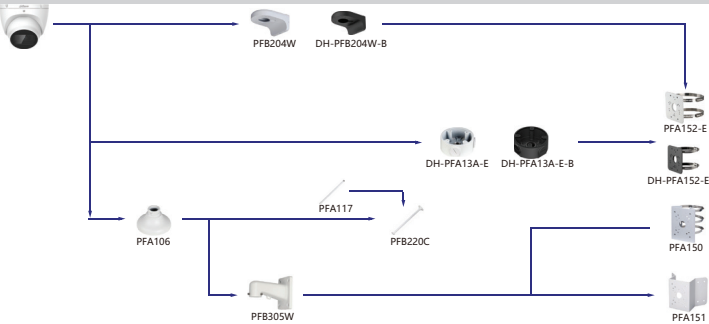 PFB204W
DH-PFB204W-B
PFA152-E
DH-PFA13A-E
DH-PFA13A-E-B
DH-PFA152-E
PFA117
PFA106
PFB220C
PFA150
PFB305W
PFA151